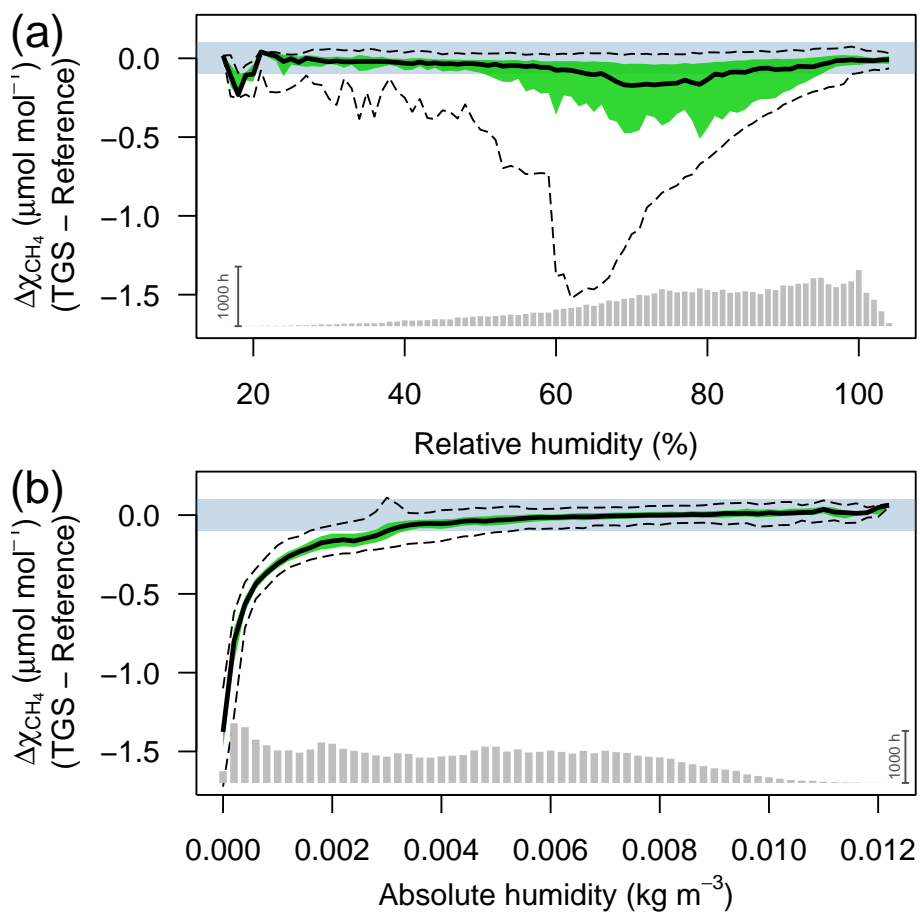 (a)
ΔχCH₄ (μmol mol⁻¹)
(TGS − Reference)
0.0
−0.5
−1.0
−1.5
1000 h
20 40 60 80 100
Relative humidity (%)
(b)
ΔχCH₄ (μmol mol⁻¹)
(TGS − Reference)
0.0
−0.5
−1.0
−1.5
1000 h
0.000 0.002 0.004 0.006 0.008 0.010 0.012
Absolute humidity (kg m⁻³)